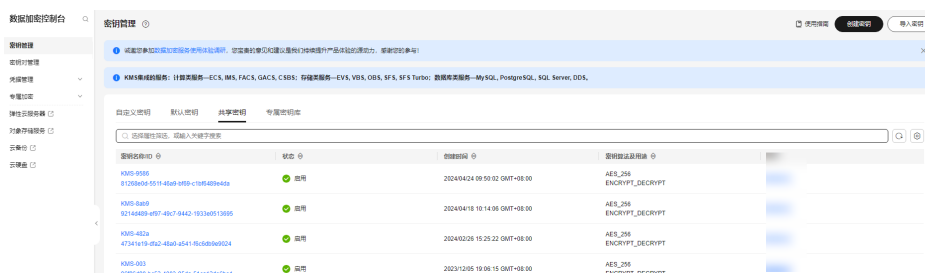 数据加密控制台
密钥管理
使用指南
创建密钥
导入密钥
密钥管理
密钥对管理
凭据管理
专属加密
弹性云服务器
对象存储服务
云备份
云硬盘
诚邀您参加数据加密服务使用体验调研，您宝贵的意见和建议是我们持续提升产品体验的源动力，感谢您的参与！
KMS集成的服务：计算类服务—ECS, IMS, FACS, GACS, CSBS；存储类服务—EVS, VBS, OBS, SFS, SFS Turbo；数据库类服务—MySQL, PostgreSQL, SQL Server, DDS。
自定义密钥 默认密钥 共享密钥 专属密钥库
选择属性筛选，或输入关键字搜索
密钥名称/ID 状态 创建时间 密钥算法及用途
KMS-9586 启用 2024/04/24 09:50:02 GMT+08:00 AES_256
81268e0d-551f-46a9-bf69-c1bf6489e4da ENCRYPT_DECRYPT
KMS-8ab9 启用 2024/04/18 10:14:06 GMT+08:00 AES_256
9214d489-ef97-49c7-9442-1933e0513695 ENCRYPT_DECRYPT
KMS-482a 启用 2024/02/26 15:25:22 GMT+08:00 AES_256
47341e19-dfa2-48a0-a541-f6c6db9e9024 ENCRYPT_DECRYPT
KMS-003 启用 2023/12/05 19:06:15 GMT+08:00 AES_256
ENCRYPT_DECRYPT